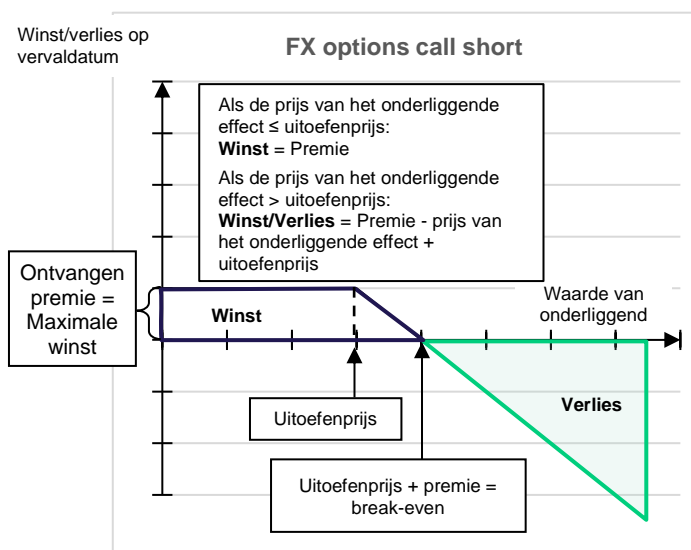 Winst/verlies op
vervaldatum
FX options call short
Als de prijs van het onderliggende
effect ≤ uitoefenprijs:
Winst = Premie
Als de prijs van het onderliggende
effect > uitoefenprijs:
Winst/Verlies = Premie - prijs van
het onderliggende effect +
uitoefenprijs
Ontvangen
premie =
Maximale
winst
Winst
Waarde van
onderliggend
Verlies
Uitoefenprijs
Uitoefenprijs + premie =
break-even